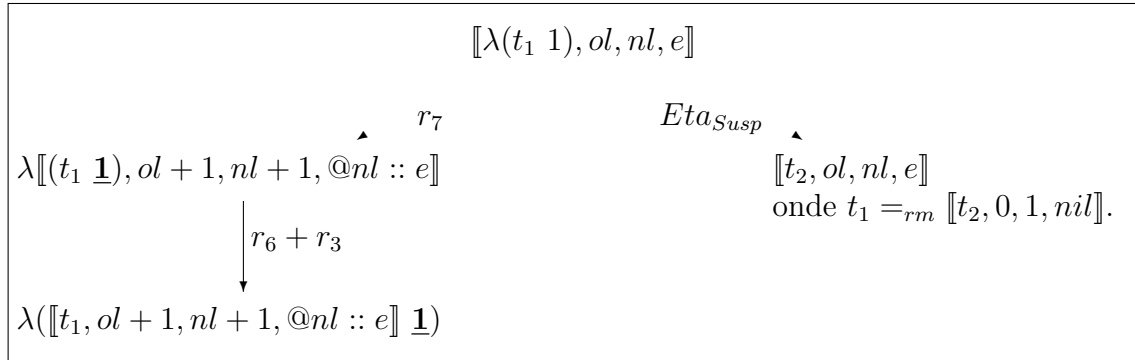 ⟦λ(t₁ 1), ol, nl, e⟧
r₇ Eta_Susp
λ⟦(t₁ 1̲), ol + 1, nl + 1, @nl :: e⟧ ⟦t₂, ol, nl, e⟧
onde t₁ =_rm ⟦t₂, 0, 1, nil⟧.
r₆ + r₃
λ(⟦t₁, ol + 1, nl + 1, @nl :: e⟧ 1̲)